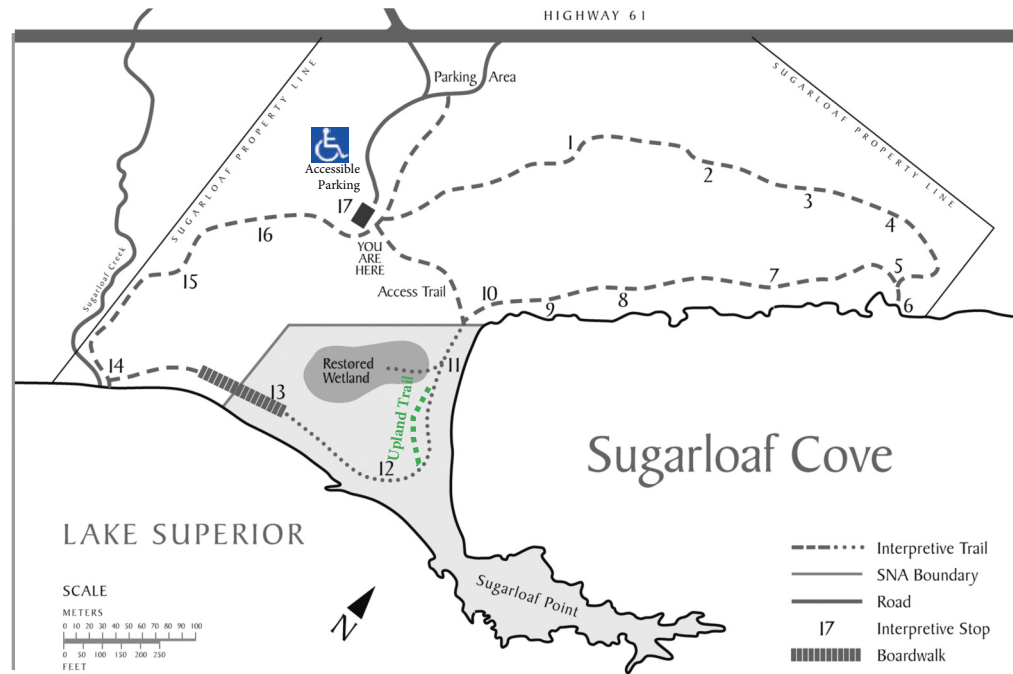 HIGHWAY 61
Parking Area
SUGARLOAF PROPERTY LINE
SUGARLOAF PROPERTY LINE
Accessible
Parking
1
2
3
4
5
6
7
8
9
10
11
12
13
14
15
16
17
YOU
ARE
HERE
Access Trail
Sugarloaf Creek
Restored
Wetland
Upland Trail
Sugarloaf Cove
LAKE SUPERIOR
Sugarloaf Point
N
SCALE
METERS
0 10 20 30 40 50 60 70 80 90 100
0 50 100 150 200 250
FEET
Interpretive Trail
SNA Boundary
Road
17 Interpretive Stop
Boardwalk